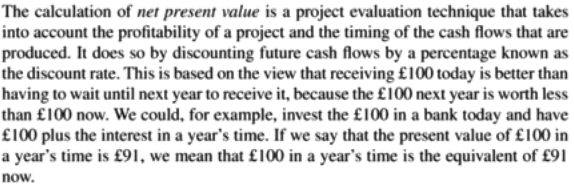 The calculation of net present value is a project evaluation technique that takes
into account the profitability of a project and the timing of the cash flows that are
produced. It does so by discounting future cash flows by a percentage known as
the discount rate. This is based on the view that receiving £100 today is better than
having to wait until next year to receive it, because the £100 next year is worth less
than £100 now. We could, for example, invest the £100 in a bank today and have
£100 plus the interest in a year's time. If we say that the present value of £100 in
a year's time is £91, we mean that £100 in a year's time is the equivalent of £91
now.